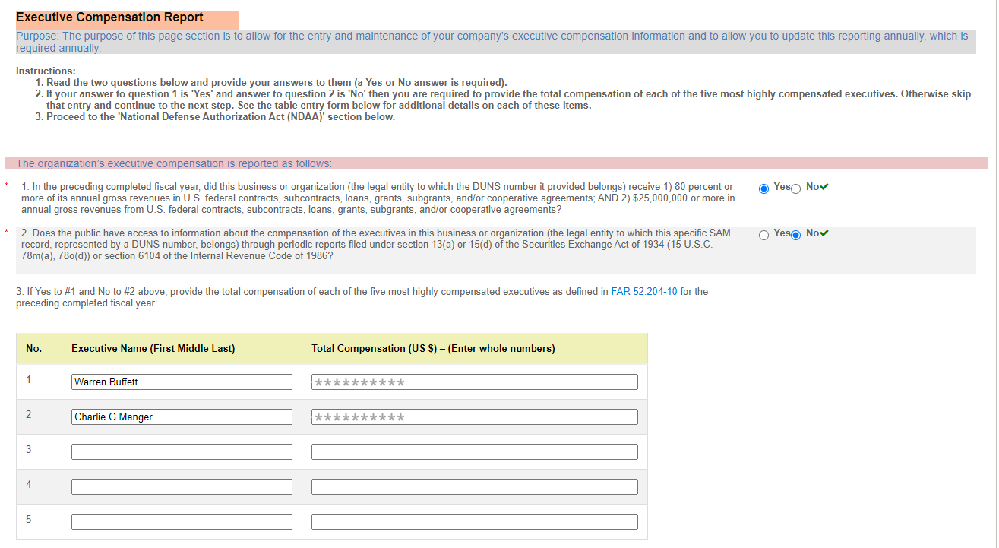 Executive Compensation Report
Purpose: The purpose of this page section is to allow for the entry and maintenance of your company's executive compensation information and to allow you to update this reporting annually, which is
required annually.
Instructions:
1. Read the two questions below and provide your answers to them (a Yes or No answer is required).
2. If your answer to question 1 is 'Yes' and answer to question 2 is 'No' then you are required to provide the total compensation of each of the five most highly compensated executives. Otherwise skip
that entry and continue to the next step. See the table entry form below for additional details on each of these items.
3. Proceed to the 'National Defense Authorization Act (NDAA)' section below.
The organization's executive compensation is reported as follows:
* 1. In the preceding completed fiscal year, did this business or organization (the legal entity to which the DUNS number it provided belongs) receive 1) 80 percent or Yes No
more of its annual gross revenues in U.S. federal contracts, subcontracts, loans, grants, subgrants, and/or cooperative agreements; AND 2) $25,000,000 or more in
annual gross revenues from U.S. federal contracts, subcontracts, loans, grants, subgrants, and/or cooperative agreements?
* 2. Does the public have access to information about the compensation of the executives in this business or organization (the legal entity to which this specific SAM Yes No
record, represented by a DUNS number, belongs) through periodic reports filed under section 13(a) or 15(d) of the Securities Exchange Act of 1934 (15 U.S.C.
78m(a), 78o(d)) or section 6104 of the Internal Revenue Code of 1986?
3. If Yes to #1 and No to #2 above, provide the total compensation of each of the five most highly compensated executives as defined in FAR 52.204-10 for the
preceding completed fiscal year:
No. Executive Name (First Middle Last) Total Compensation (US $) – (Enter whole numbers)
1 Warren Buffett **********
2 Charlie G Manger **********
3
4
5